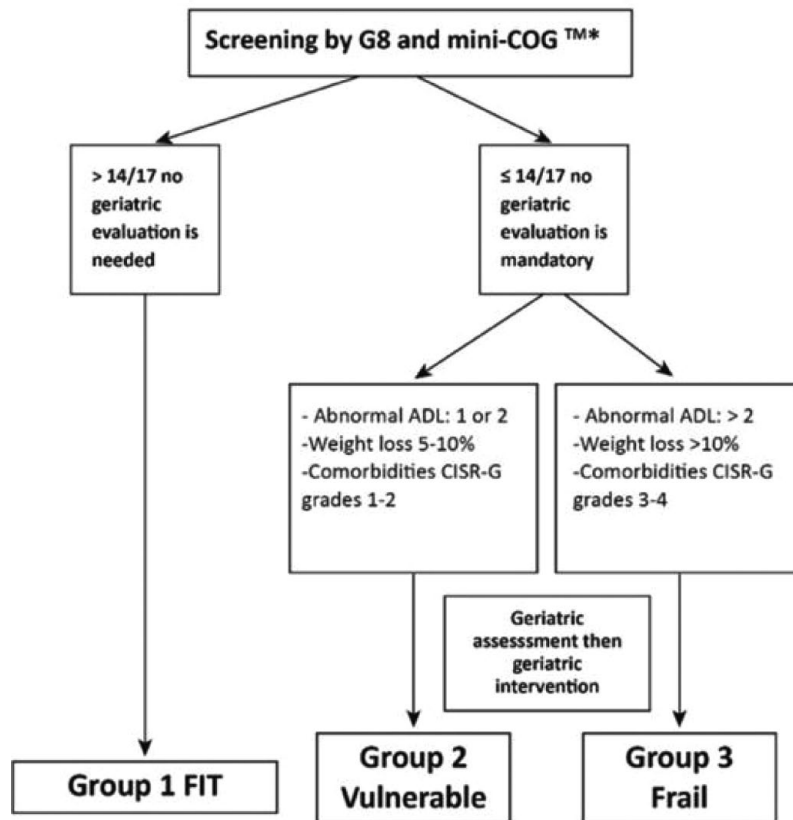 Screening by G8 and mini-COG ™*
> 14/17 no
geriatric
evaluation is
needed
≤ 14/17 no
geriatric
evaluation is
mandatory
- Abnormal ADL: 1 or 2
-Weight loss 5-10%
-Comorbidities CISR-G
grades 1-2
- Abnormal ADL: > 2
-Weight loss >10%
-Comorbidities CISR-G
grades 3-4
Geriatric
assesssment then
geriatric
intervention
Group 1 FIT
Group 2
Vulnerable
Group 3
Frail